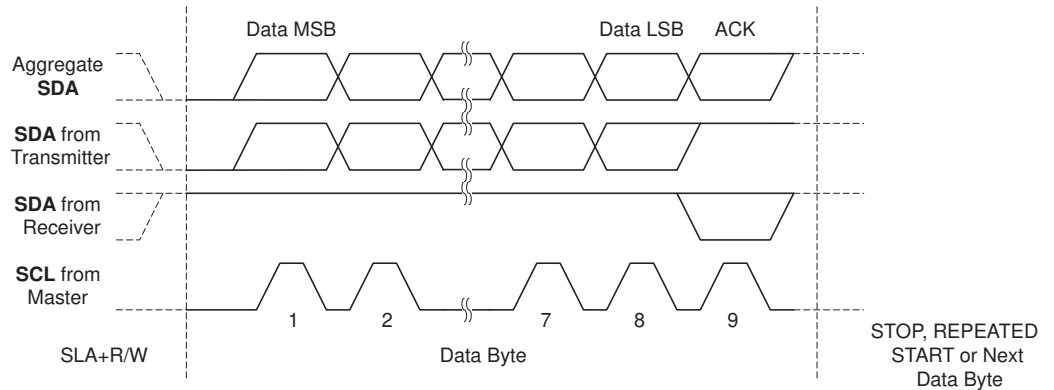 Data MSB
Data LSB
ACK
Aggregate
SDA
SDA from
Transmitter
SDA from
Receiver
SCL from
Master
1
2
7
8
9
SLA+R/W
Data Byte
STOP, REPEATED
START or Next
Data Byte